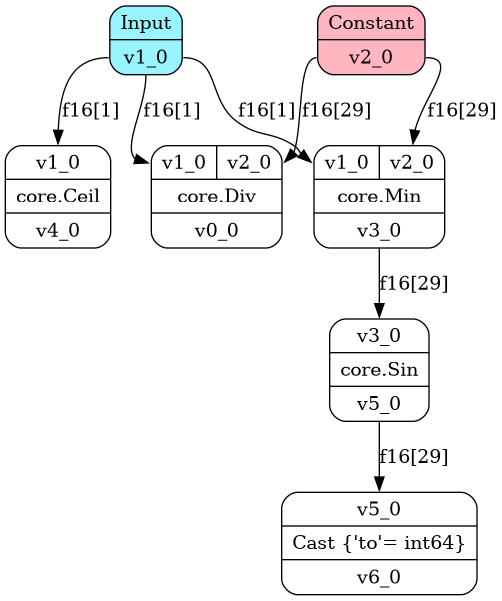 Input
v1_0
Constant
v2_0
f16[1]
f16[1]
f16[1]
f16[29]
f16[29]
v1_0
core.Ceil
v4_0
v1_0 v2_0
core.Div
v0_0
v1_0 v2_0
core.Min
v3_0
f16[29]
v3_0
core.Sin
v5_0
f16[29]
v5_0
Cast {'to'= int64}
v6_0